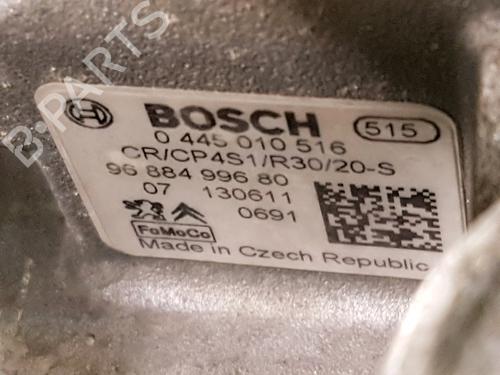 B-PARTS
BOSCH
515
0 445 010 516
CR/CP4S1/R30/20-S
96 884 996 80
07 130611
0691
FoMoCo
Made in Czech Republic